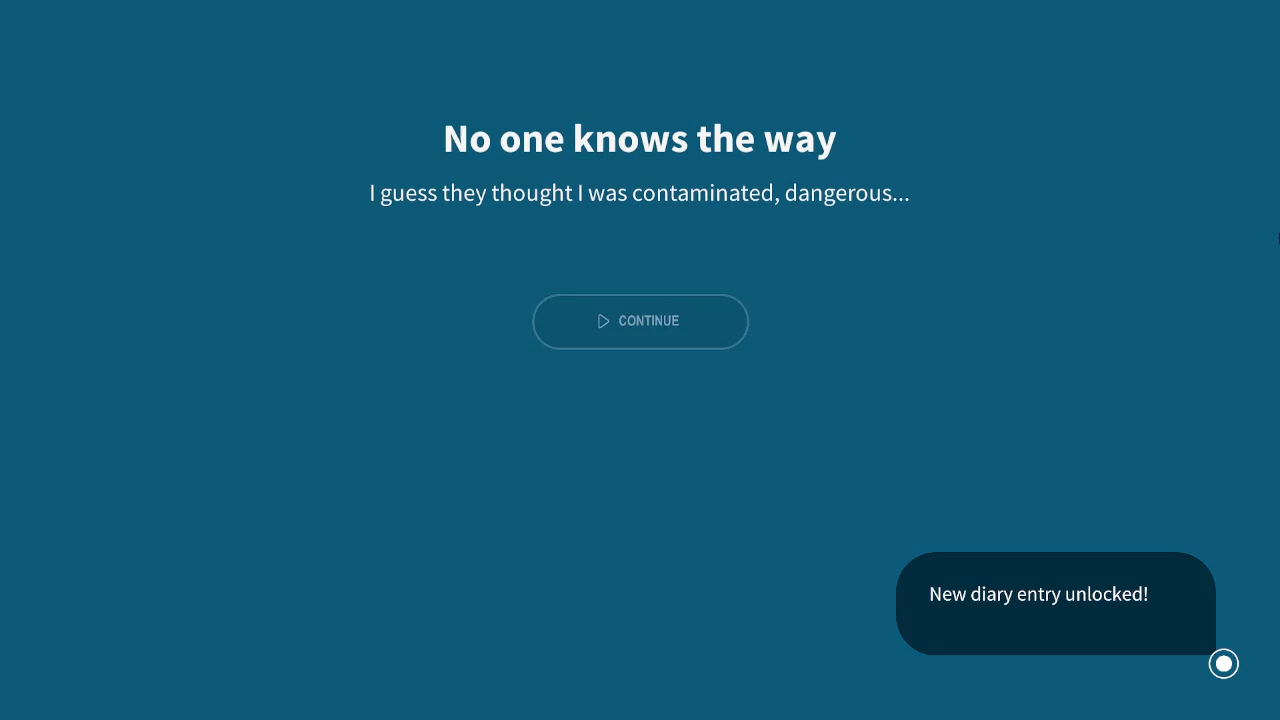 No one knows the way
I guess they thought I was contaminated, dangerous...
CONTINUE
New diary entry unlocked!